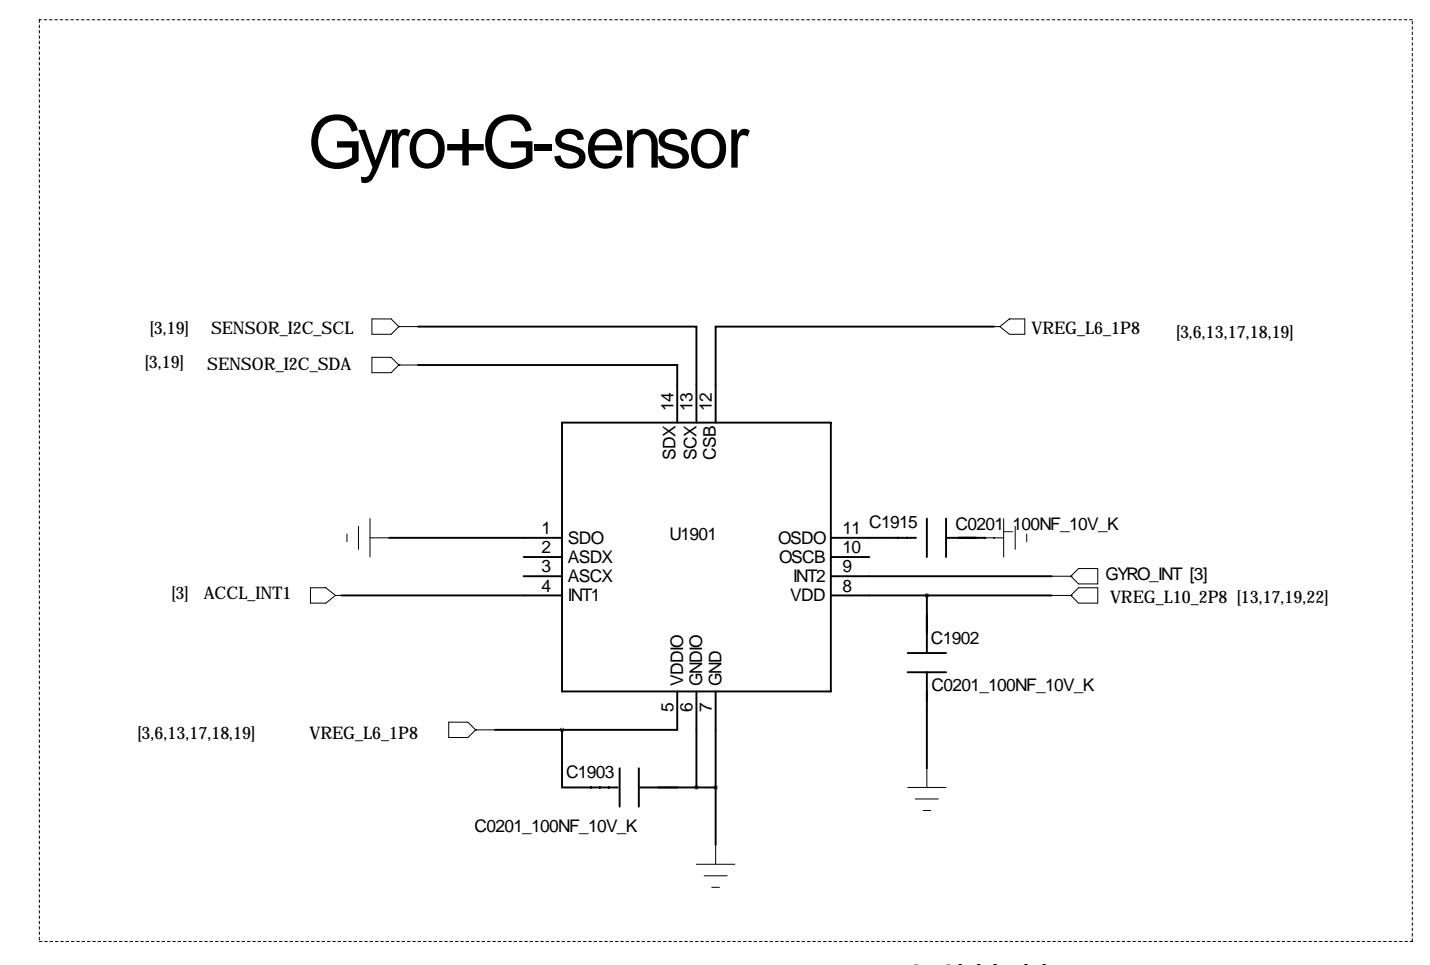 Gyro+G-sensor
[3,19] SENSOR_I2C_SCL
VREG_L6_1P8 [3,6,13,17,18,19]
[3,19] SENSOR_I2C_SDA
14 13 12
SDX SCX CSB
U1901
1 SDO
2 ASDX
3 ASCX
4 INT1
[3] ACCL_INT1
OSDO 11
OSCB 10
INT2 9
VDD 8
C1915 C0201_100NF_10V_K
GYRO_INT [3]
VREG_L10_2P8 [13,17,19,22]
C1902
C0201_100NF_10V_K
VDDIO GNDIO GND
5 6 7
[3,6,13,17,18,19] VREG_L6_1P8
C1903
C0201_100NF_10V_K